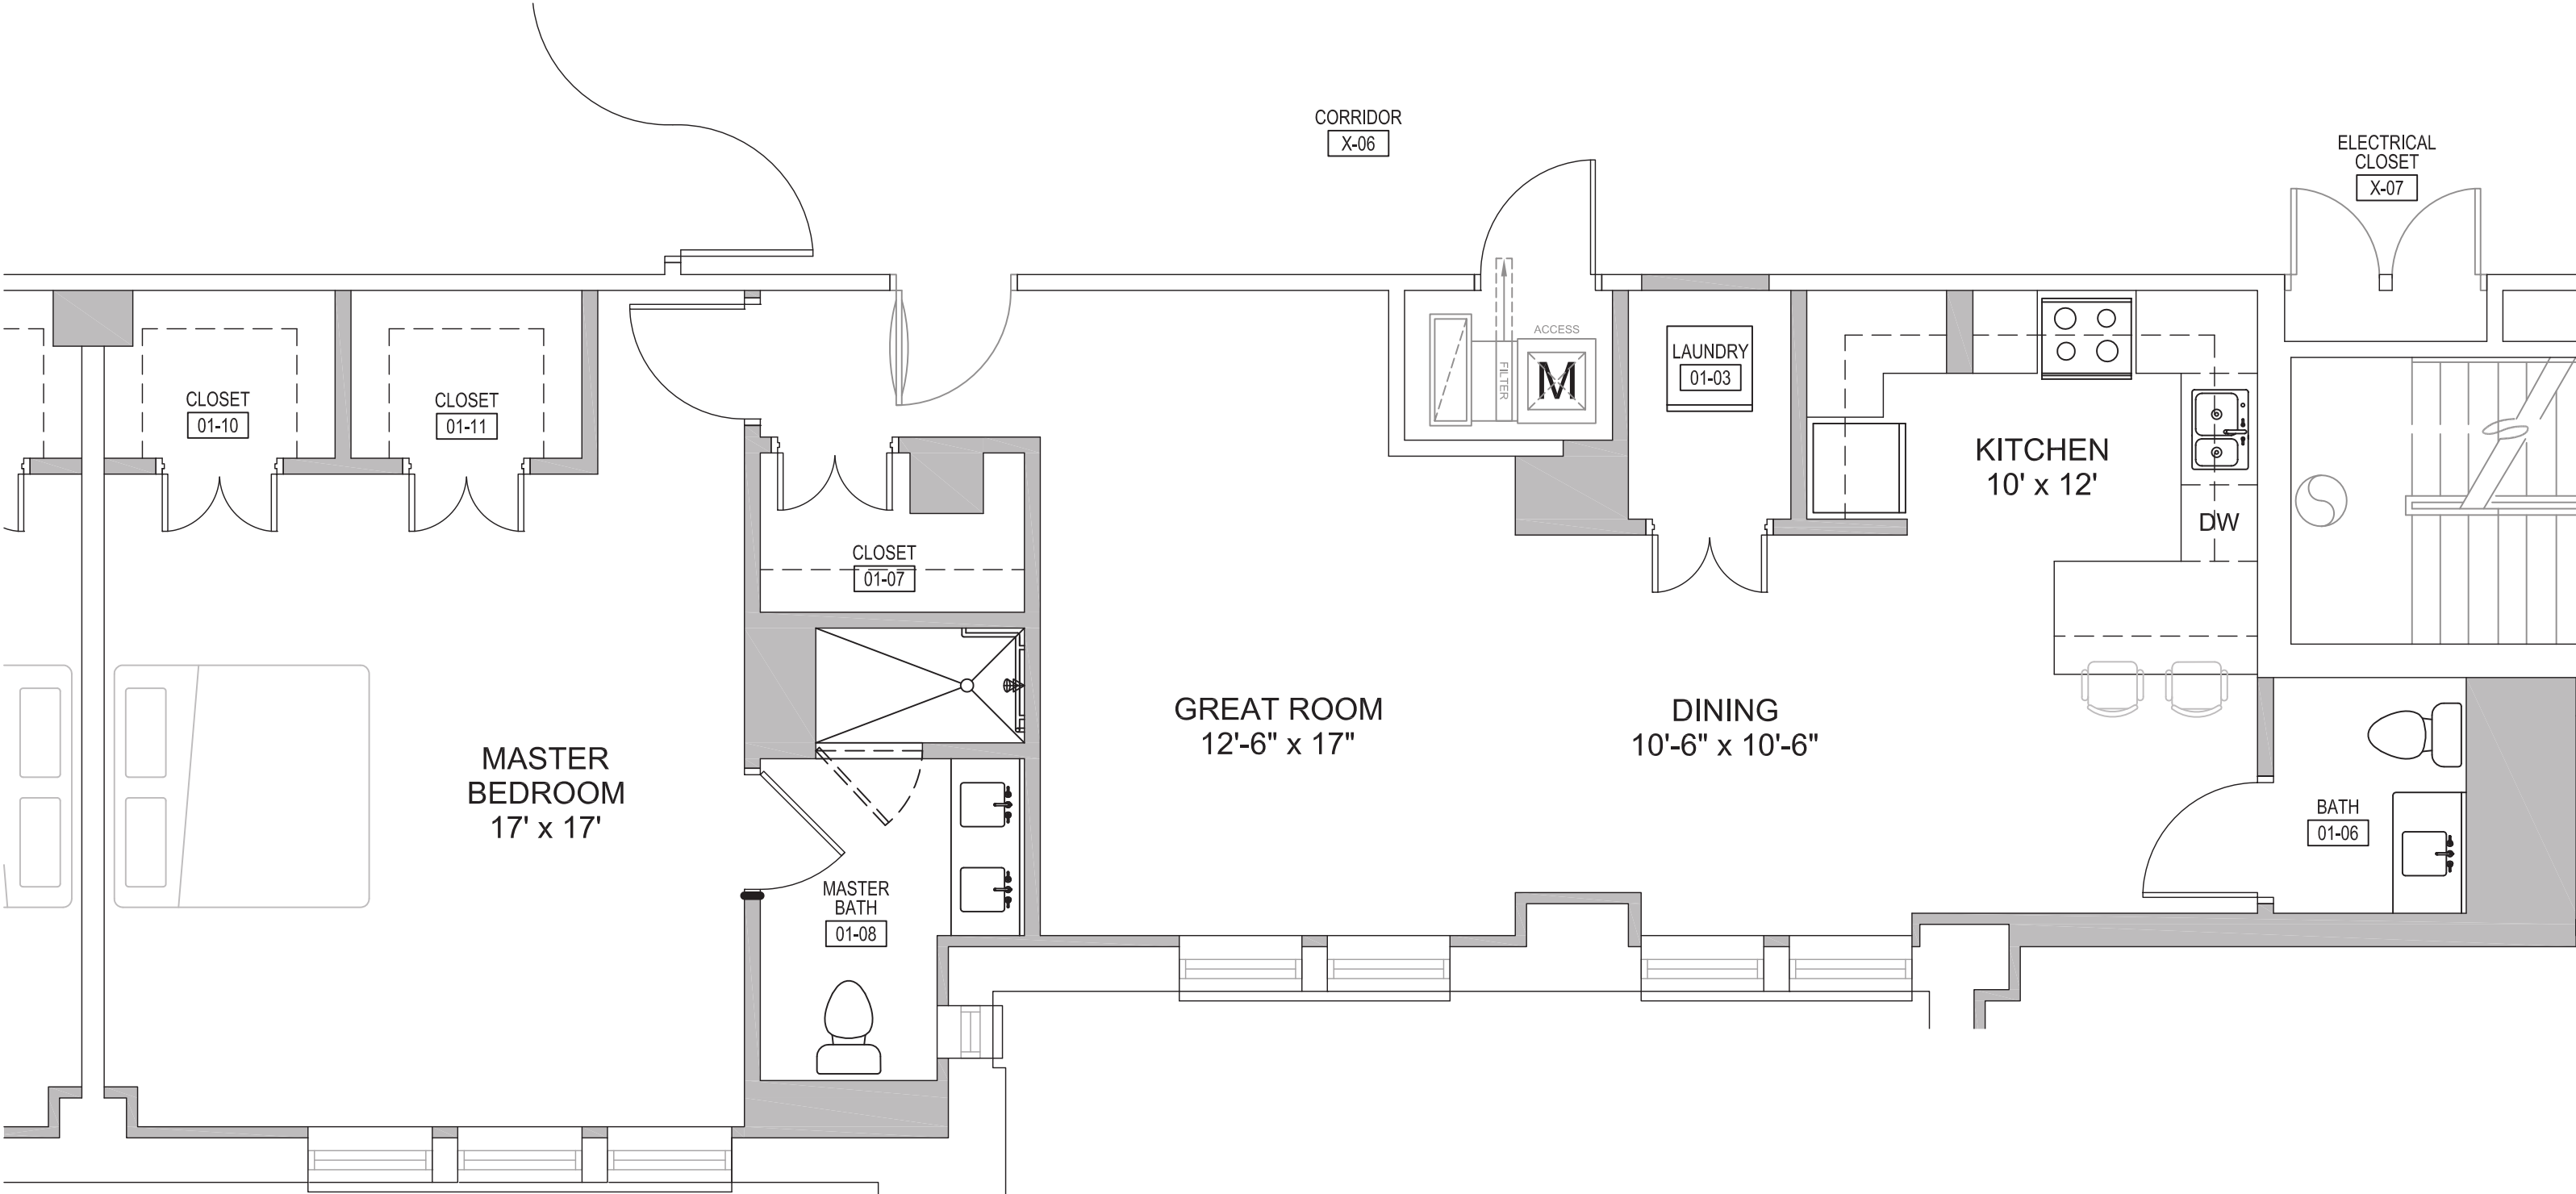 CORRIDOR
X-06
ELECTRICAL
CLOSET
X-07
ACCESS
FILTER
M
LAUNDRY
01-03
CLOSET
01-10
CLOSET
01-11
KITCHEN
10' x 12'
DW
CLOSET
01-07
GREAT ROOM
12'-6" x 17"
DINING
10'-6" x 10'-6"
MASTER
BEDROOM
17' x 17'
BATH
01-06
MASTER
BATH
01-08